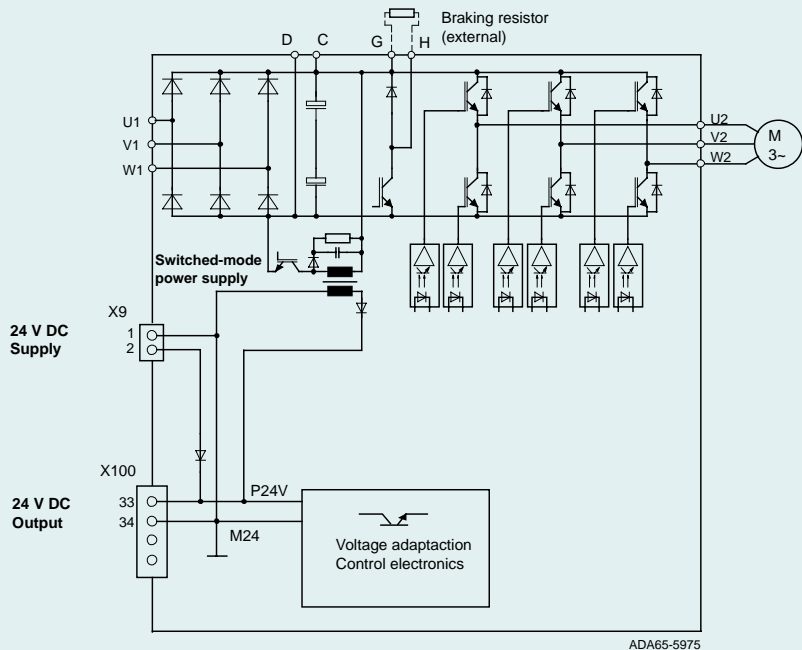 Braking resistor
(external)
D
C
G
H
U1
V1
W1
U2
V2
W2
M
3~
Switched-mode
power supply
X9
24 V DC
Supply
1
2
X100
24 V DC
Output
33
34
P24V
M24
Voltage adaptaction
Control electronics
ADA65-5975